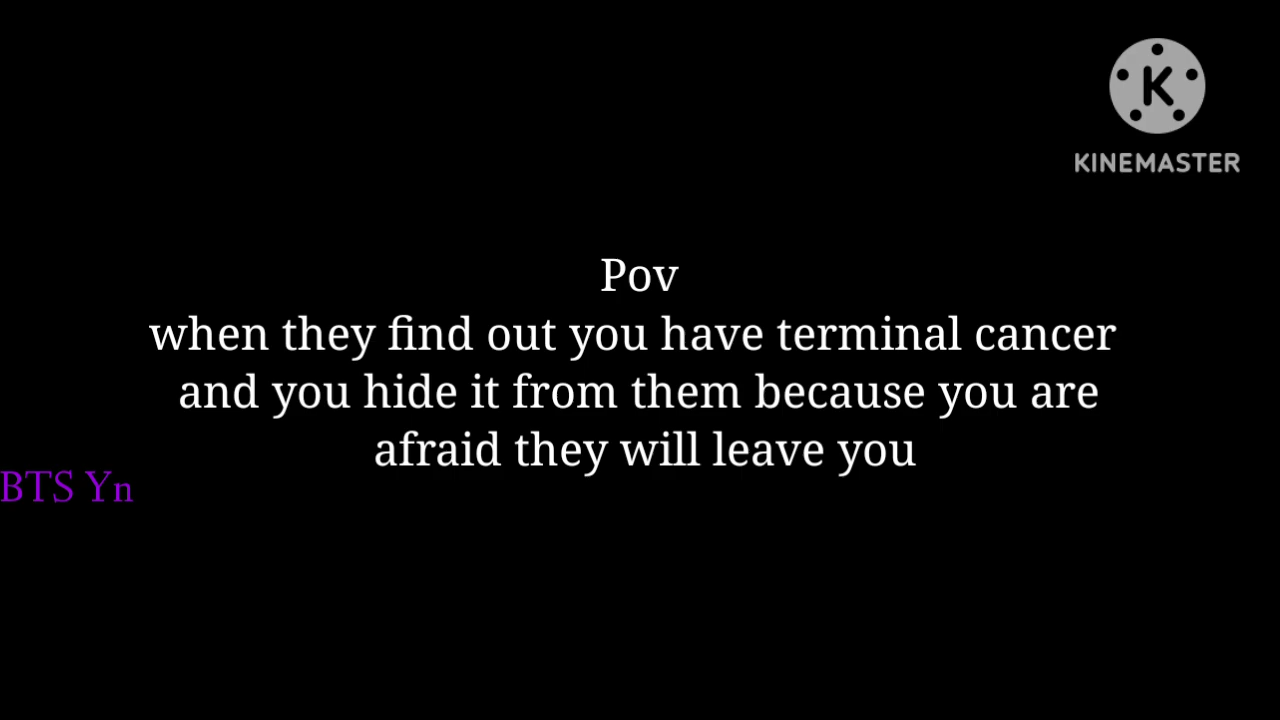 K
KINEMASTER
Pov
when they find out you have terminal cancer
and you hide it from them because you are
afraid they will leave you
BTS Yn